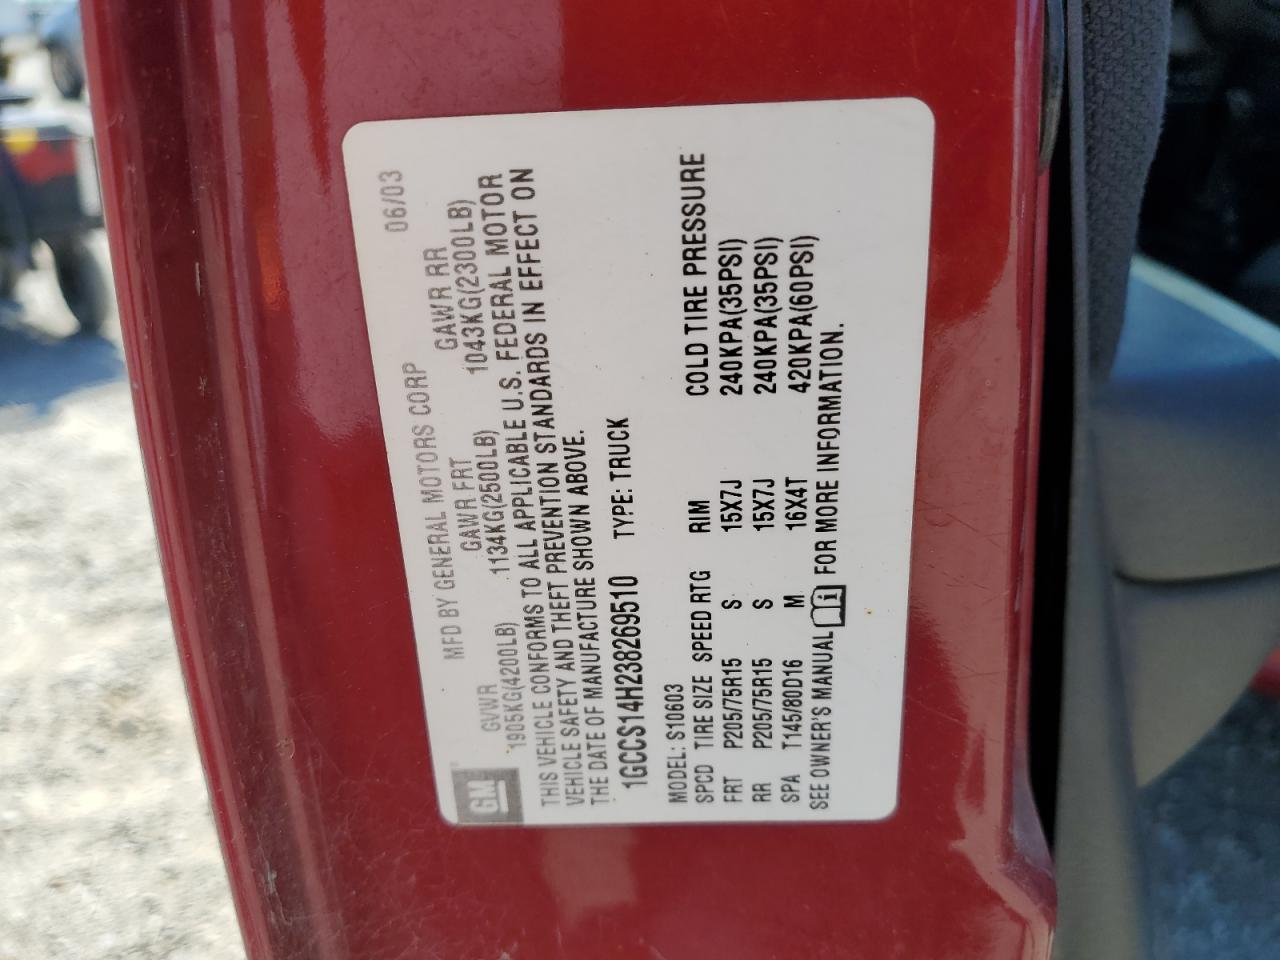 GM
MFD BY GENERAL MOTORS CORP 06/03
GVWR GAWR FRT GAWR RR
1905KG(4200LB) 1134KG(2500LB) 1043KG(2300LB)
THIS VEHICLE CONFORMS TO ALL APPLICABLE U.S. FEDERAL MOTOR
VEHICLE SAFETY AND THEFT PREVENTION STANDARDS IN EFFECT ON
THE DATE OF MANUFACTURE SHOWN ABOVE.
1GCCS14H238269510 TYPE: TRUCK
MODEL: S10603
SPCD TIRE SIZE SPEED RTG RIM COLD TIRE PRESSURE
FRT P205/75R15 S 15X7J 240KPA(35PSI)
RR P205/75R15 S 15X7J 240KPA(35PSI)
SPA T145/80D16 M 16X4T 420KPA(60PSI)
SEE OWNER'S MANUAL FOR MORE INFORMATION.